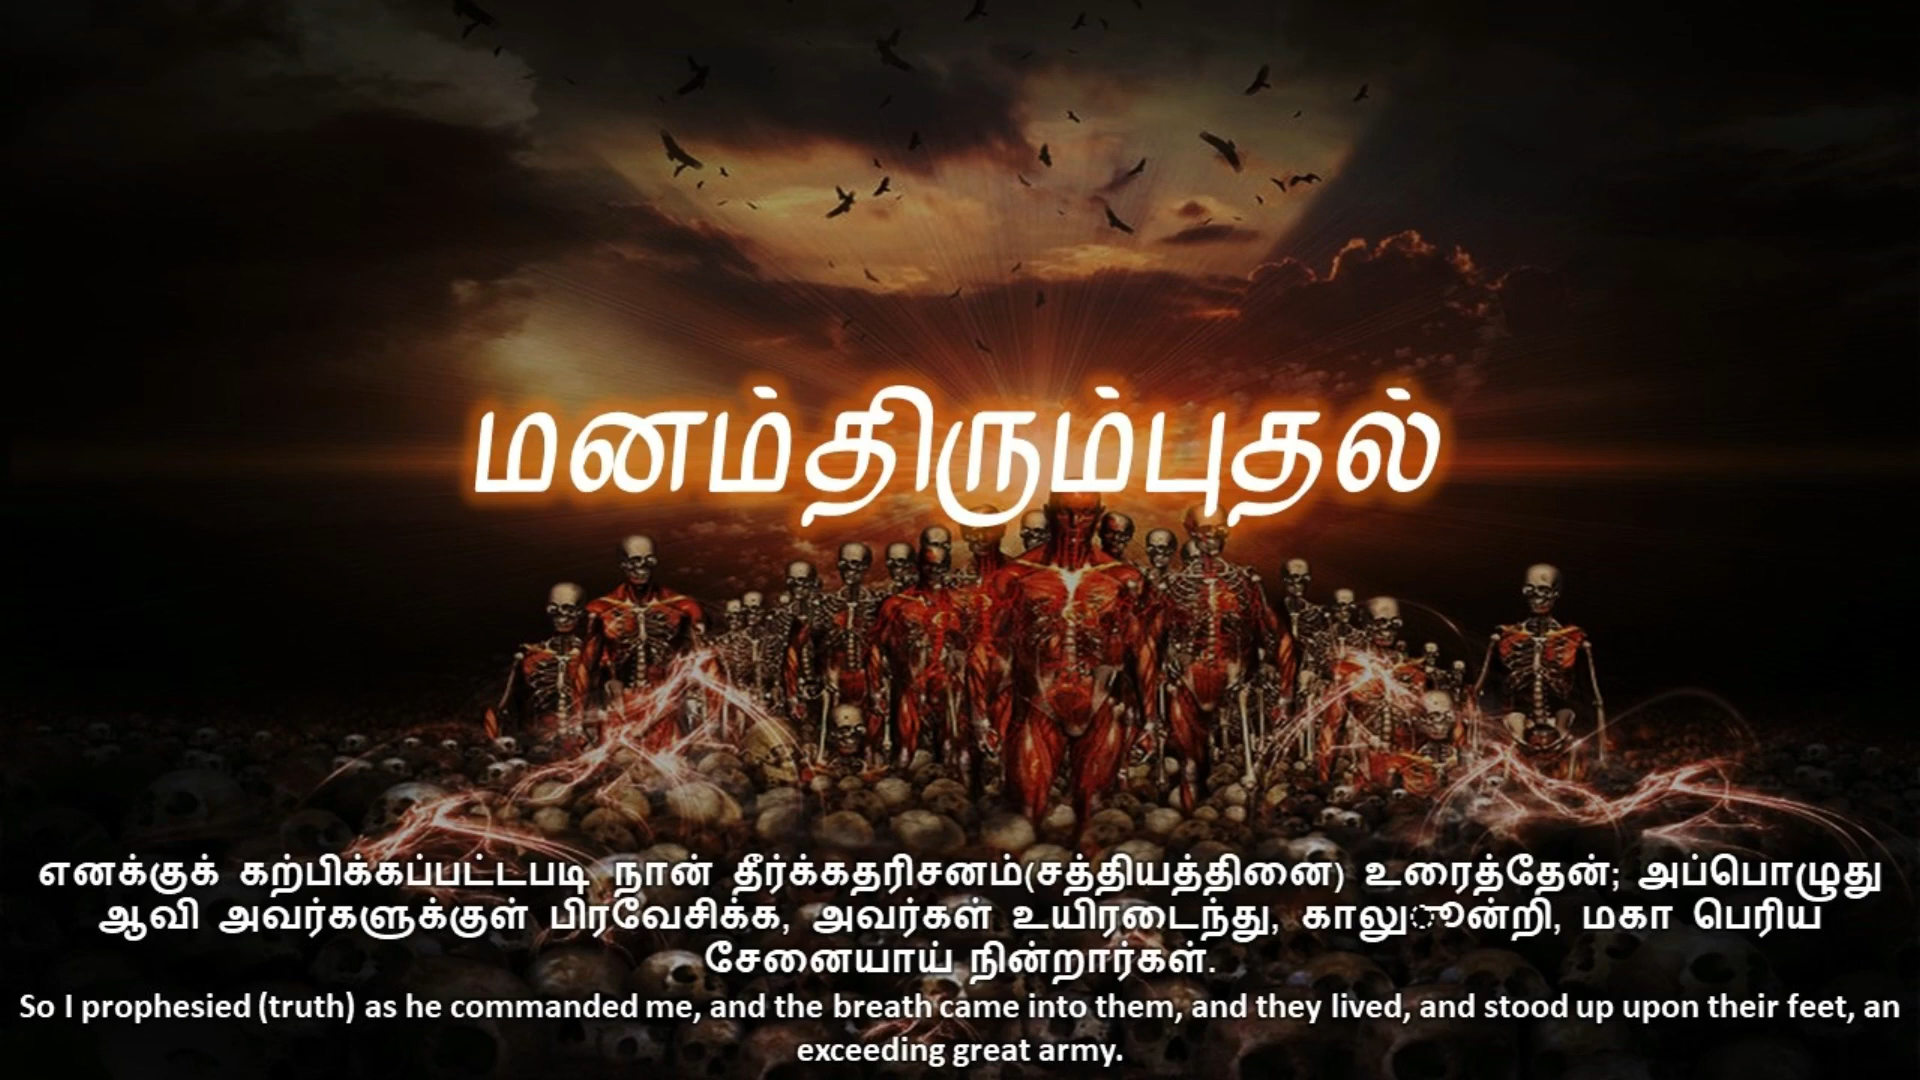 மனம்திரும்புதல்
எனக்குக் கற்பிக்கப்பட்டபடி நான் தீர்க்கதரிசனம்(சத்தியத்தினை) உரைத்தேன்; அப்பொழுது
ஆவி அவர்களுக்குள் பிரவேசிக்க, அவர்கள் உயிரடைந்து, காலுூன்றி, மகா பெரிய
சேனையாய் நின்றார்கள்.
So I prophesied (truth) as he commanded me, and the breath came into them, and they lived, and stood up upon their feet, an
exceeding great army.